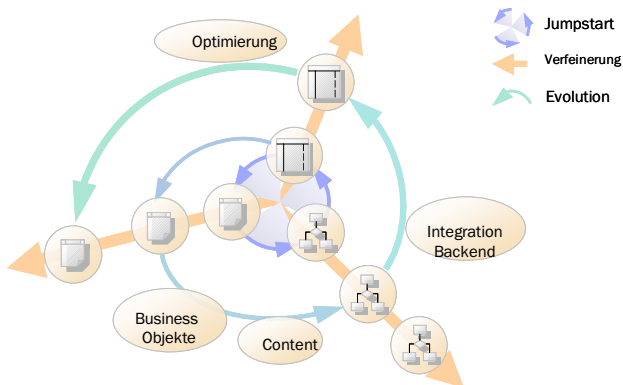 Optimierung
Jumpstart
Verfeinerung
Evolution
Integration
Backend
Business
Objekte
Content